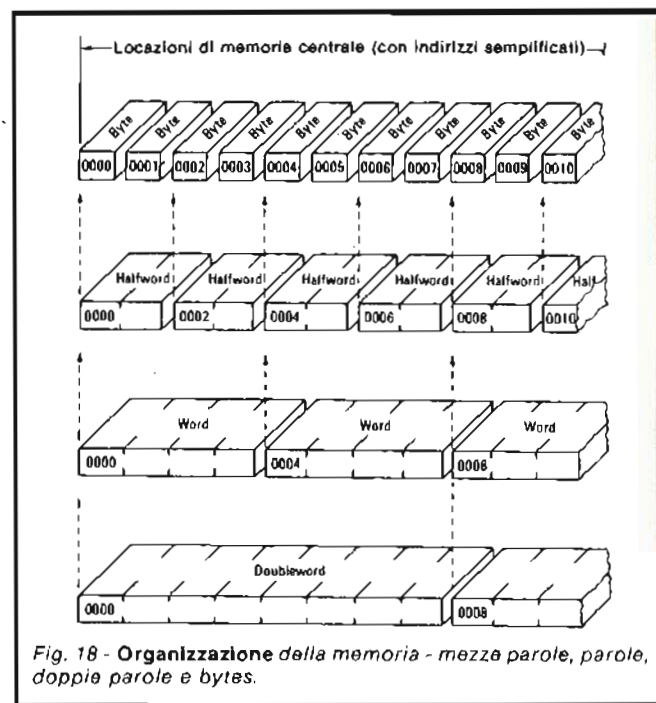 Locazioni di memoria centrale (con indirizzi semplificati)
Byte Byte Byte Byte Byte Byte Byte Byte Byte Byte Byte
0000 0001 0002 0003 0004 0005 0006 0007 0008 0009 0010
Halfword Halfword Halfword Halfword Halfword Half
0000 0002 0004 0006 0008 0010
Word Word Word
0000 0004 0008
Doubleword
0000 0008
Fig. 18 - Organizzazione della memoria - mezze parole, parole,
doppie parole e bytes.